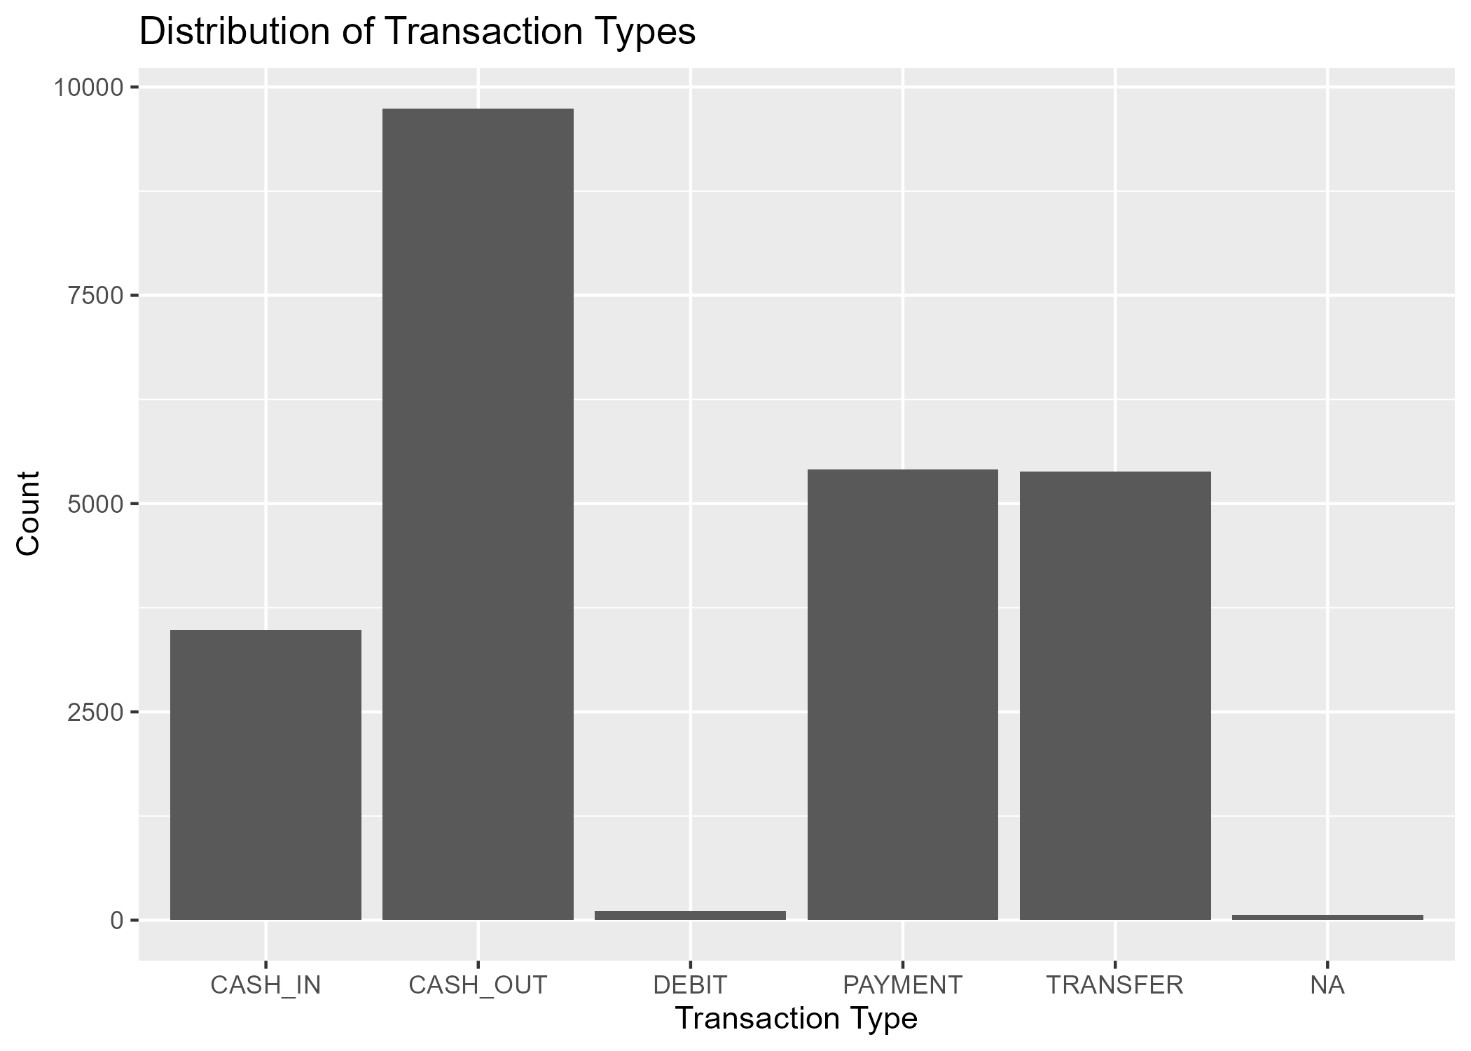 Distribution of Transaction Types
10000
7500
5000
2500
0
Count
CASH_IN CASH_OUT DEBIT PAYMENT TRANSFER NA
Transaction Type